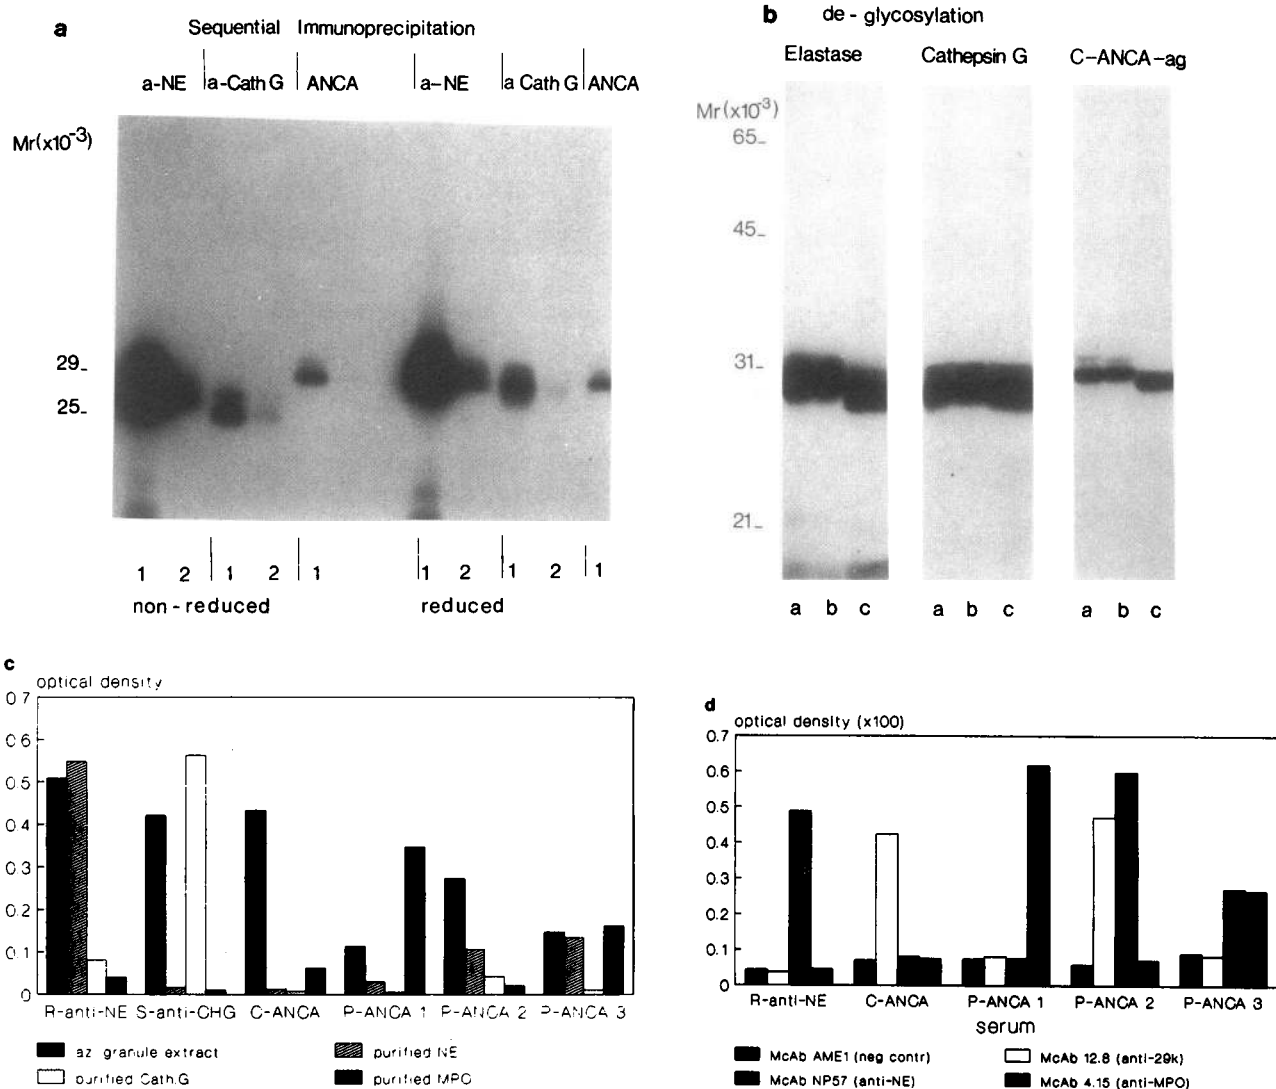 a
Sequential Immunoprecipitation
a-NE a-Cath G ANCA a-NE a Cath G ANCA
Mr(x10-3)
29
25
1 2 1 2 1 1 2 1 2 1
non-reduced reduced
b
de - glycosylation
Elastase Cathepsin G C-ANCA-ag
Mr(x10-3)
65
45
31
21
a b c a b c a b c
c
optical density
0 7
0 6
0.5
0.4
0.3
0.2
0.1
0
R-anti-NE S-anti-CHG C-ANCA P-ANCA 1 P-ANCA 2 P-ANCA 3
az granule extract purified NE
purified Cath.G purified MPO
d
optical density (x100)
0.7
0.6
0.5
0.4
0.3
0.2
0.1
0
R-anti-NE C-ANCA P-ANCA 1 P-ANCA 2 P-ANCA 3
serum
McAb AME1 (neg contr) McAb 12.8 (anti-29k)
McAb NP57 (anti-NE) McAb 4.15 (anti-MPO)